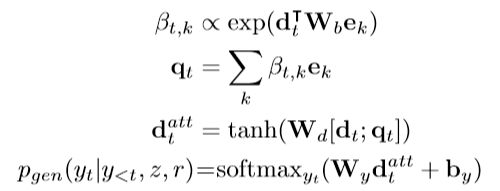 β_{t,k} ∝ exp(d_t^⊺ W_b e_k)
q_t = ∑_k β_{t,k} e_k
d_t^{att} = tanh(W_d[d_t; q_t])
p_{gen}(y_t|y_{<t}, z, r)=softmax_{y_t}(W_y d_t^{att} + b_y)